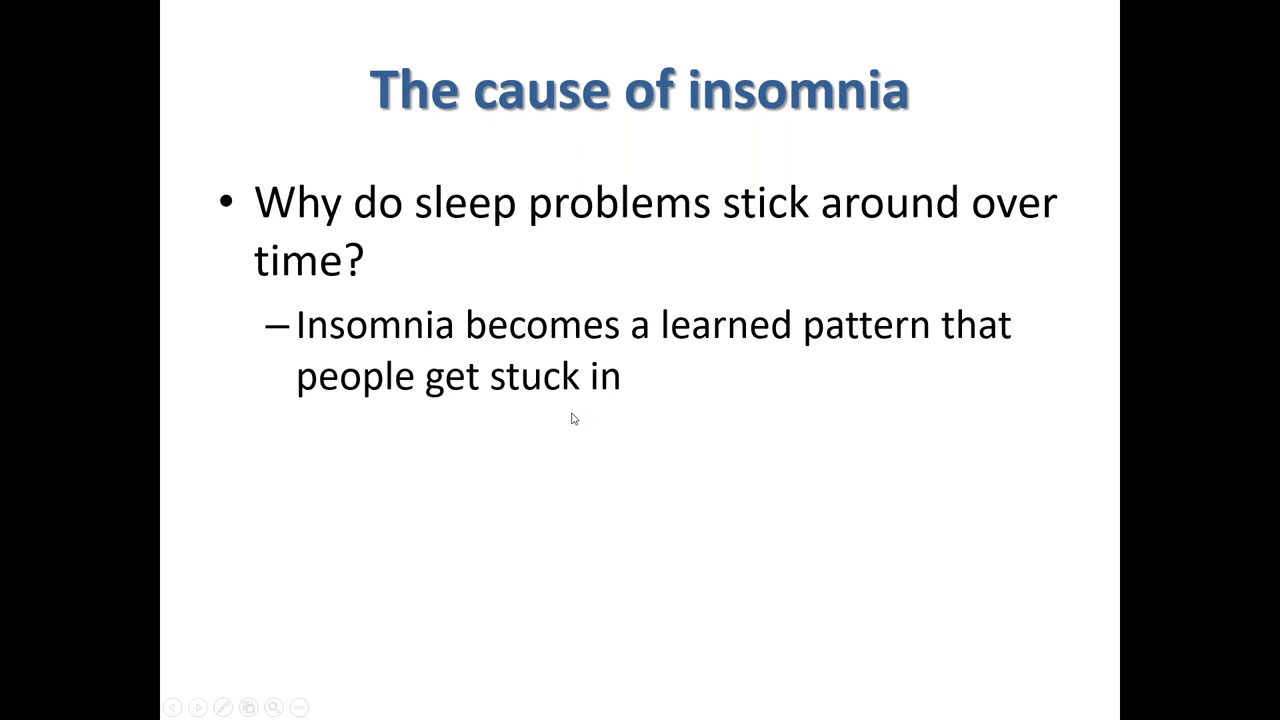 The cause of insomnia
• Why do sleep problems stick around over
time?
– Insomnia becomes a learned pattern that
people get stuck in